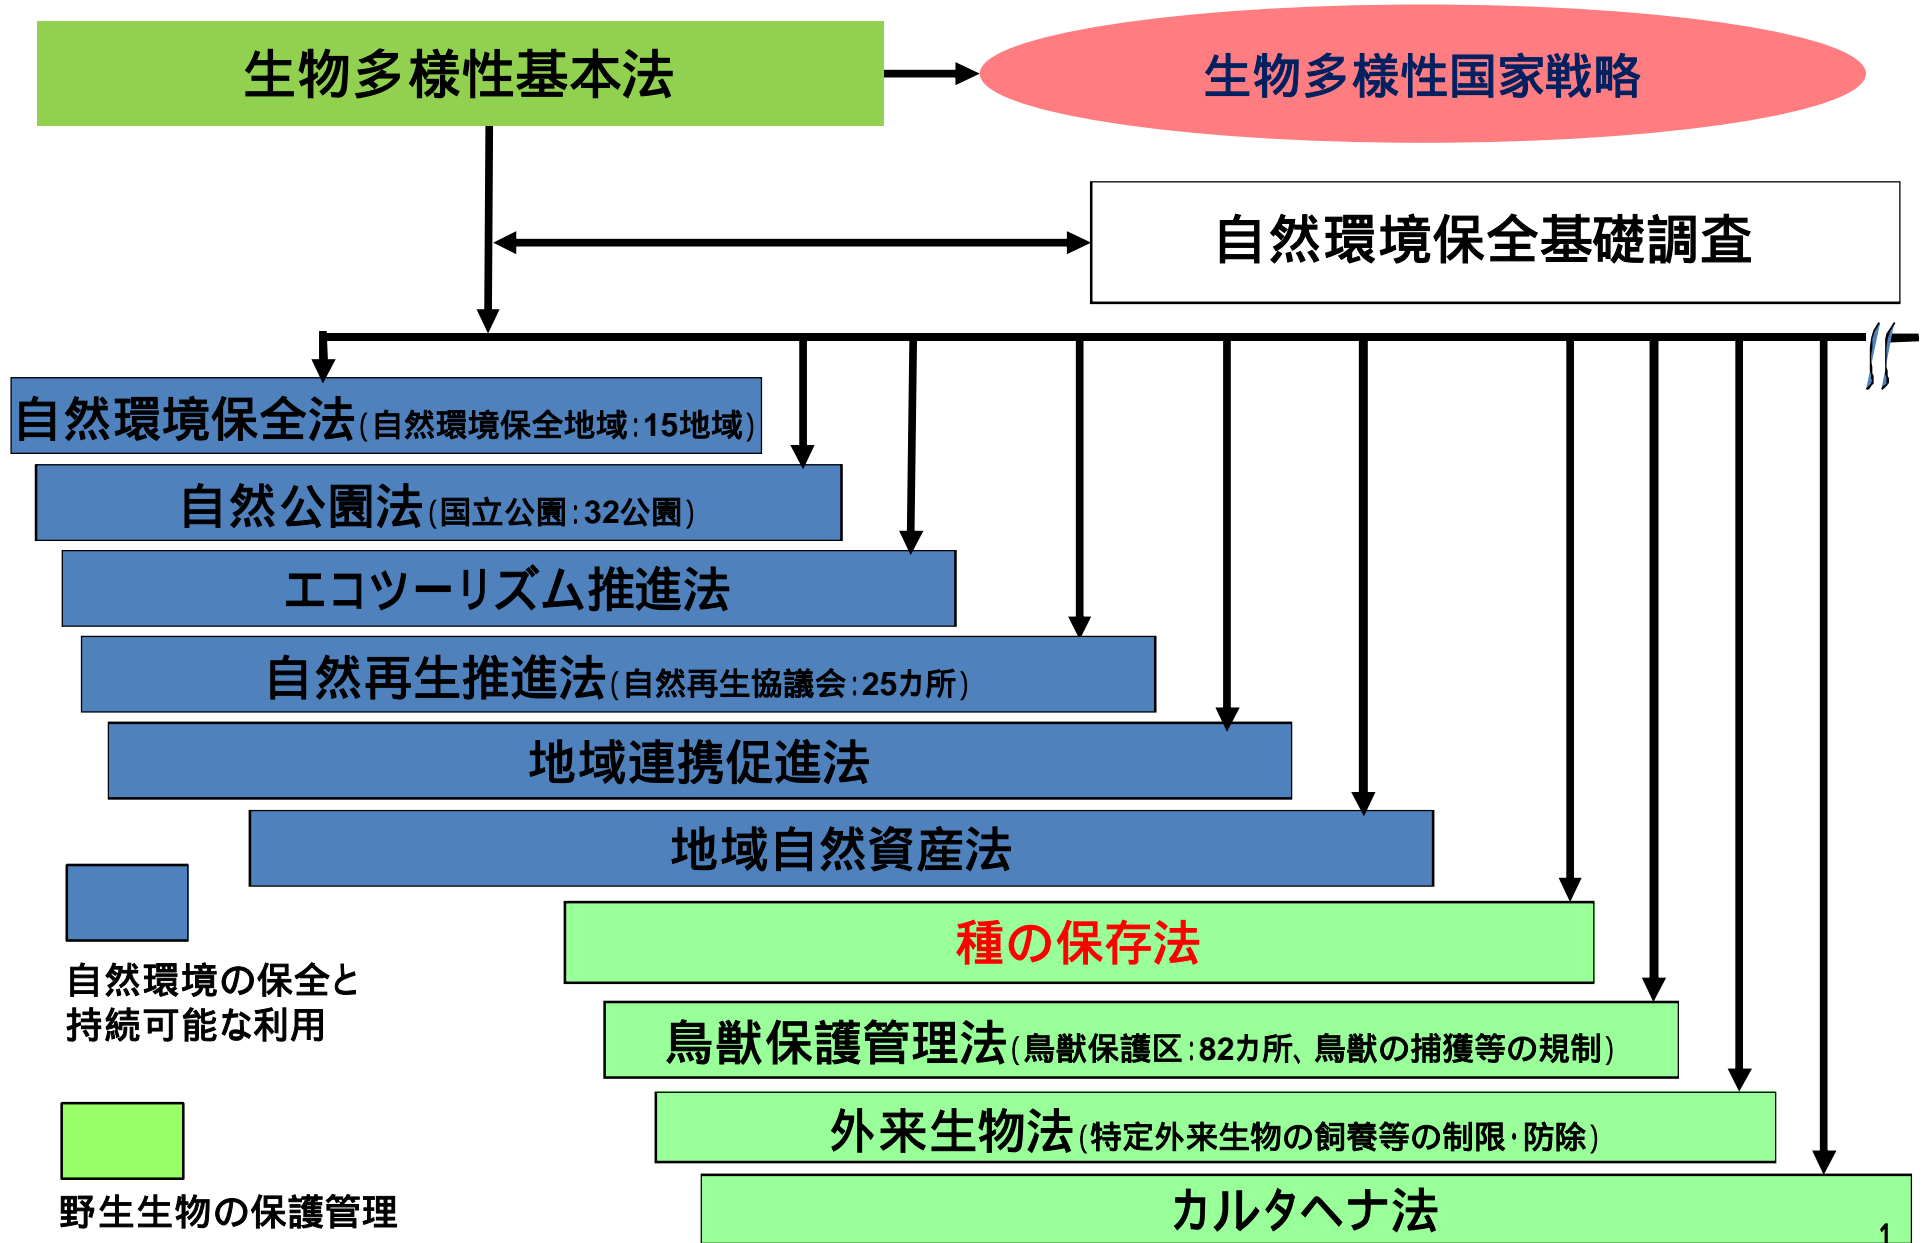 生物多様性基本法
生物多様性国家戦略
自然環境保全基礎調査
自然環境保全法(自然環境保全地域:15地域)
自然公園法(国立公園:32公園)
エコツーリズム推進法
自然再生推進法(自然再生協議会:25カ所)
地域連携促進法
地域自然資産法
種の保存法
鳥獣保護管理法(鳥獣保護区:82カ所、鳥獣の捕獲等の規制)
外来生物法(特定外来生物の飼養等の制限・防除)
カルタヘナ法
自然環境の保全と
持続可能な利用
野生生物の保護管理
1